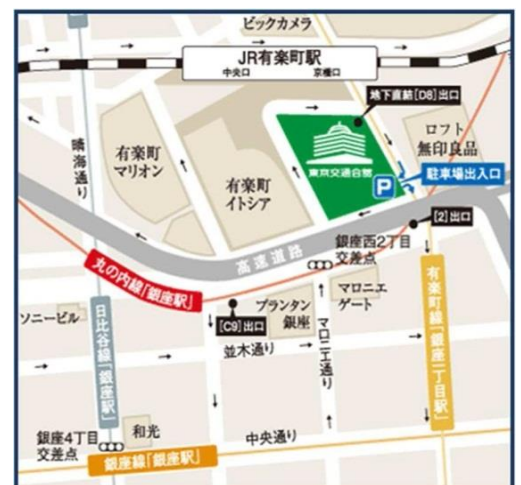 ビックカメラ
JR有楽町駅
中央口
京橋口
地下直結[D8]出口
晴海通り
有楽町
マリオン
有楽町
イトシア
東京交通会館
ロフト
無印良品
P
駐車場出入口
[2]出口
高速道路
銀座西2丁目
交差点
丸の内線「銀座駅」
マロニエ
ゲート
有楽町線「銀座一丁目駅」
ソニービル
日比谷線「銀座駅」
[C9]出口
プランタン
銀座
マロニエ通り
並木通り
銀座4丁目
交差点
和光
中央通り
銀座線「銀座駅」